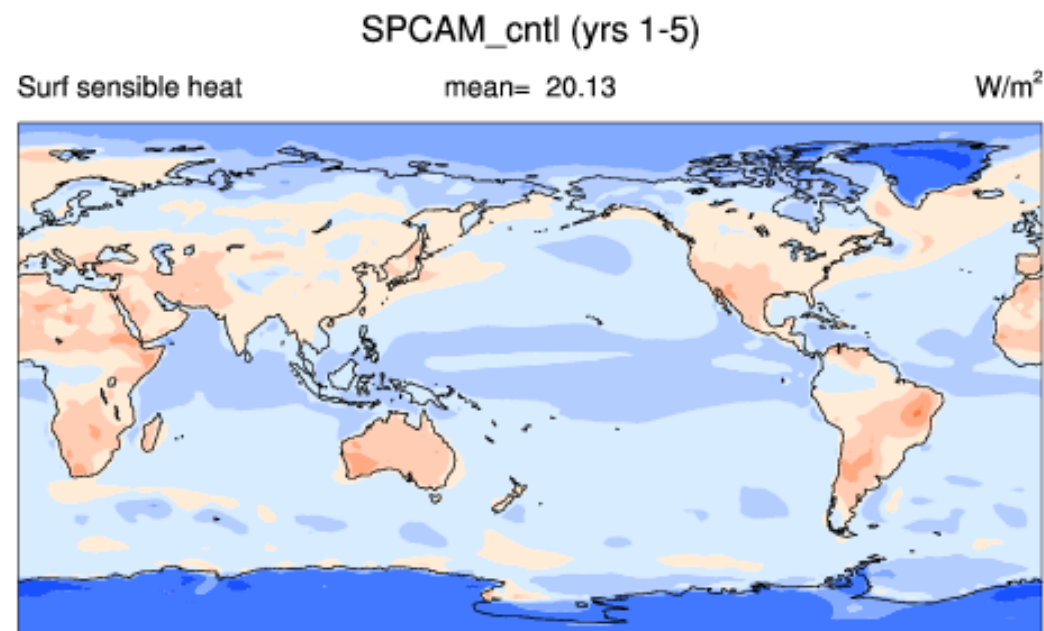 SPCAM_cntl (yrs 1-5)
Surf sensible heat mean= 20.13 W/m²